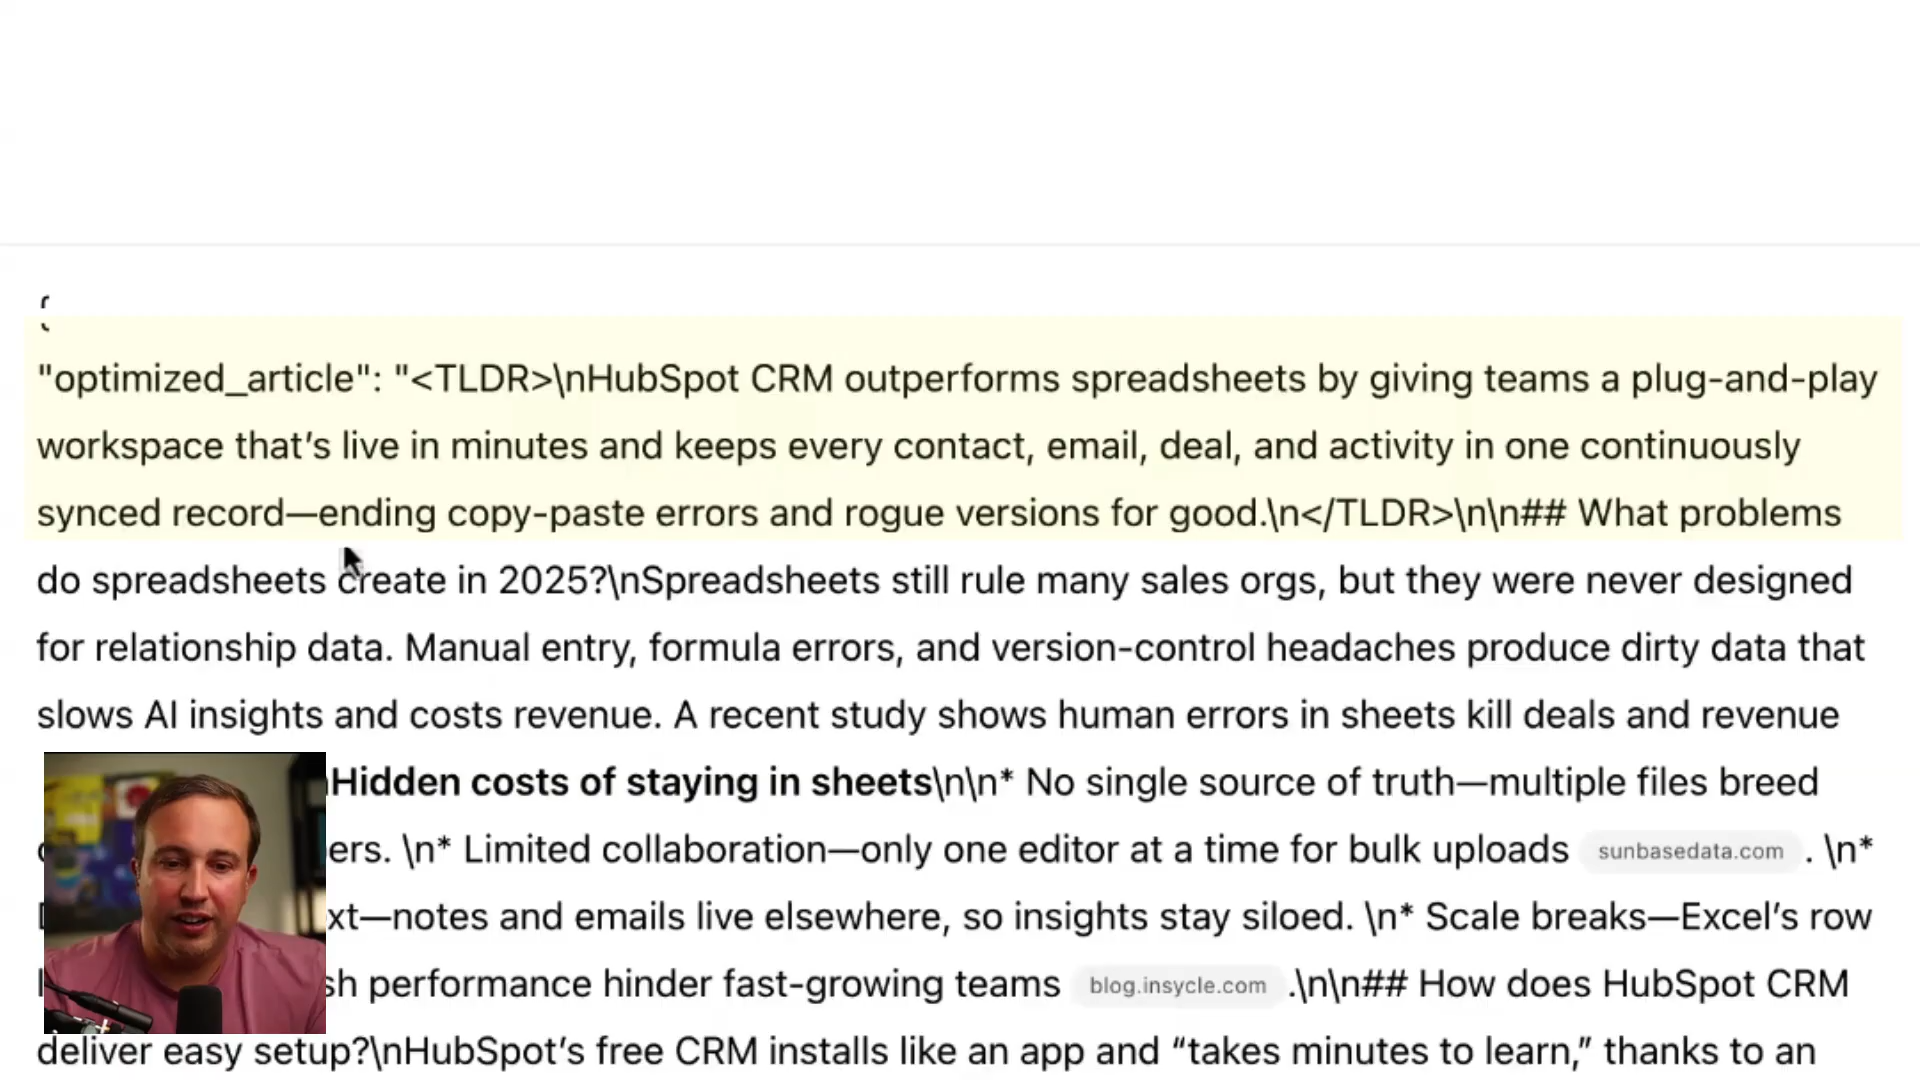 {
"optimized_article": "<TLDR>\nHubSpot CRM outperforms spreadsheets by giving teams a plug-and-play
workspace that’s live in minutes and keeps every contact, email, deal, and activity in one continuously
synced record—ending copy-paste errors and rogue versions for good.\n</TLDR>\n\n## What problems
do spreadsheets create in 2025?\nSpreadsheets still rule many sales orgs, but they were never designed
for relationship data. Manual entry, formula errors, and version-control headaches produce dirty data that
slows AI insights and costs revenue. A recent study shows human errors in sheets kill deals and revenue
Hidden costs of staying in sheets\n\n* No single source of truth—multiple files breed
ers. \n* Limited collaboration—only one editor at a time for bulk uploads sunbasedata.com . \n*
xt—notes and emails live elsewhere, so insights stay siloed. \n* Scale breaks—Excel’s row
sh performance hinder fast-growing teams blog.insycle.com .\n\n## How does HubSpot CRM
deliver easy setup?\nHubSpot’s free CRM installs like an app and “takes minutes to learn,” thanks to an